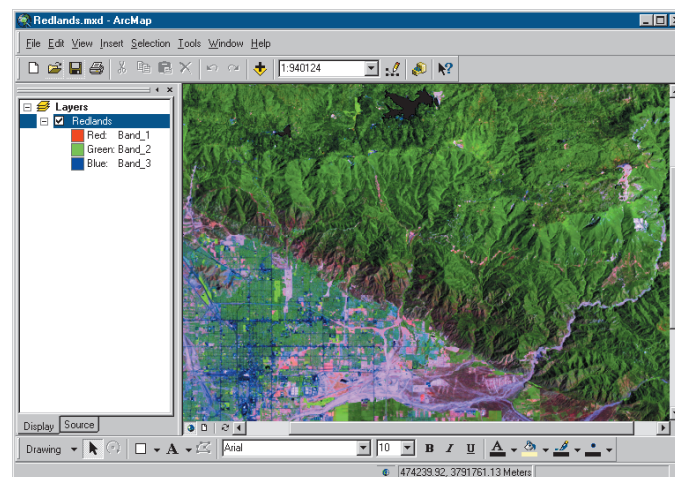 Redlands.mxd - ArcMap
File Edit View Insert Selection Tools Window Help
1:940124
Layers
Redlands
Red: Band_1
Green: Band_2
Blue: Band_3
Display Source
Drawing A Arial 10 B I U A
474239.92, 3791761.13 Meters